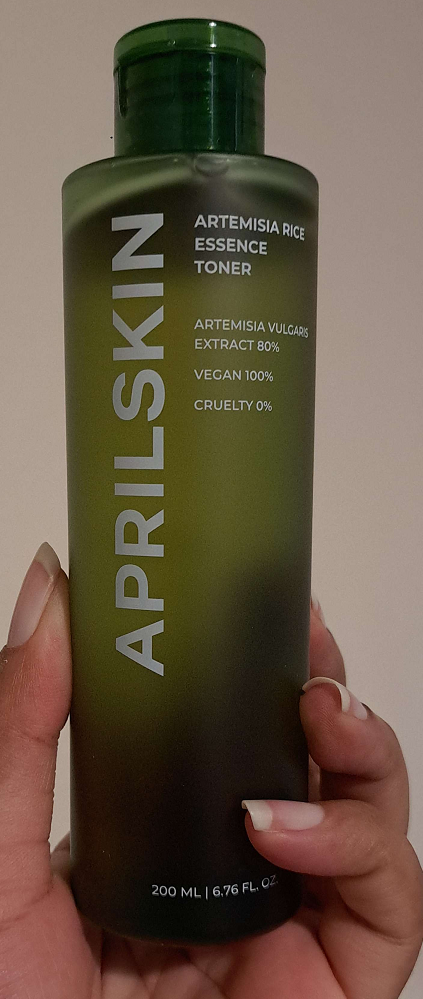 APRILSKIN
ARTEMISIA RICE
ESSENCE
TONER
ARTEMISIA VULGARIS
EXTRACT 80%
VEGAN 100%
CRUELTY 0%
200 ML | 6.76 FL. OZ.